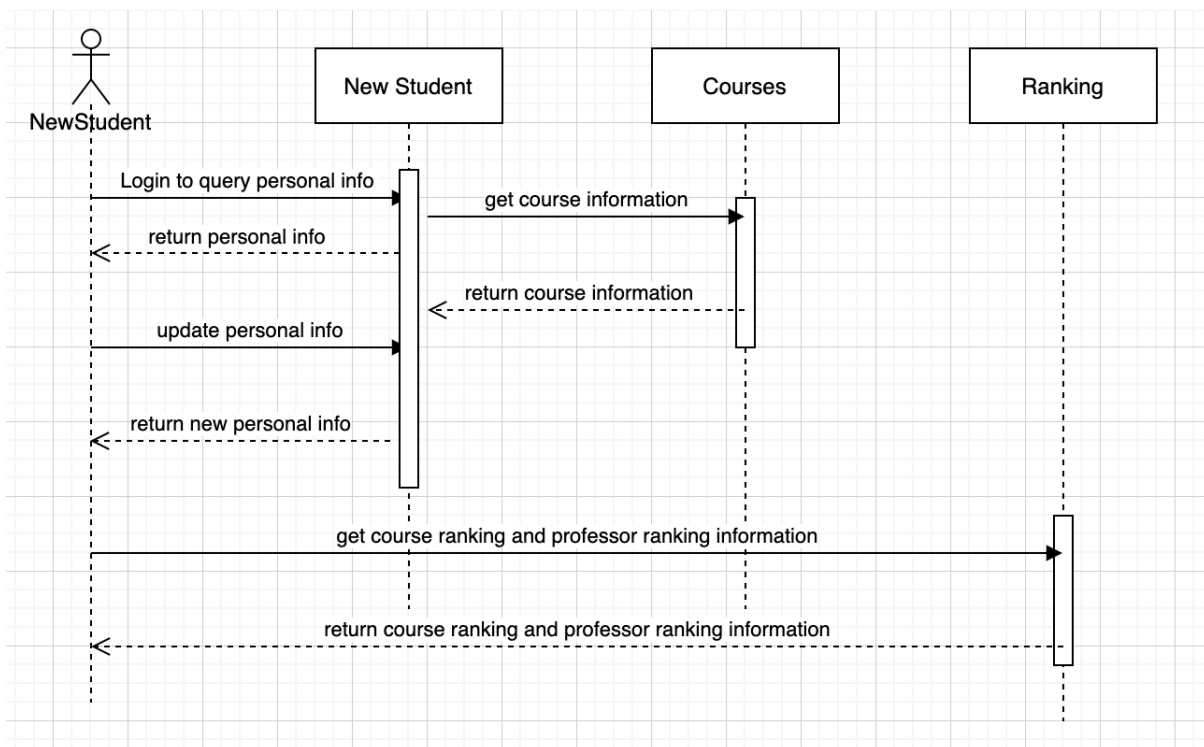 New Student
Courses
Ranking
NewStudent
Login to query personal info
get course information
return personal info
return course information
update personal info
return new personal info
get course ranking and professor ranking information
return course ranking and professor ranking information